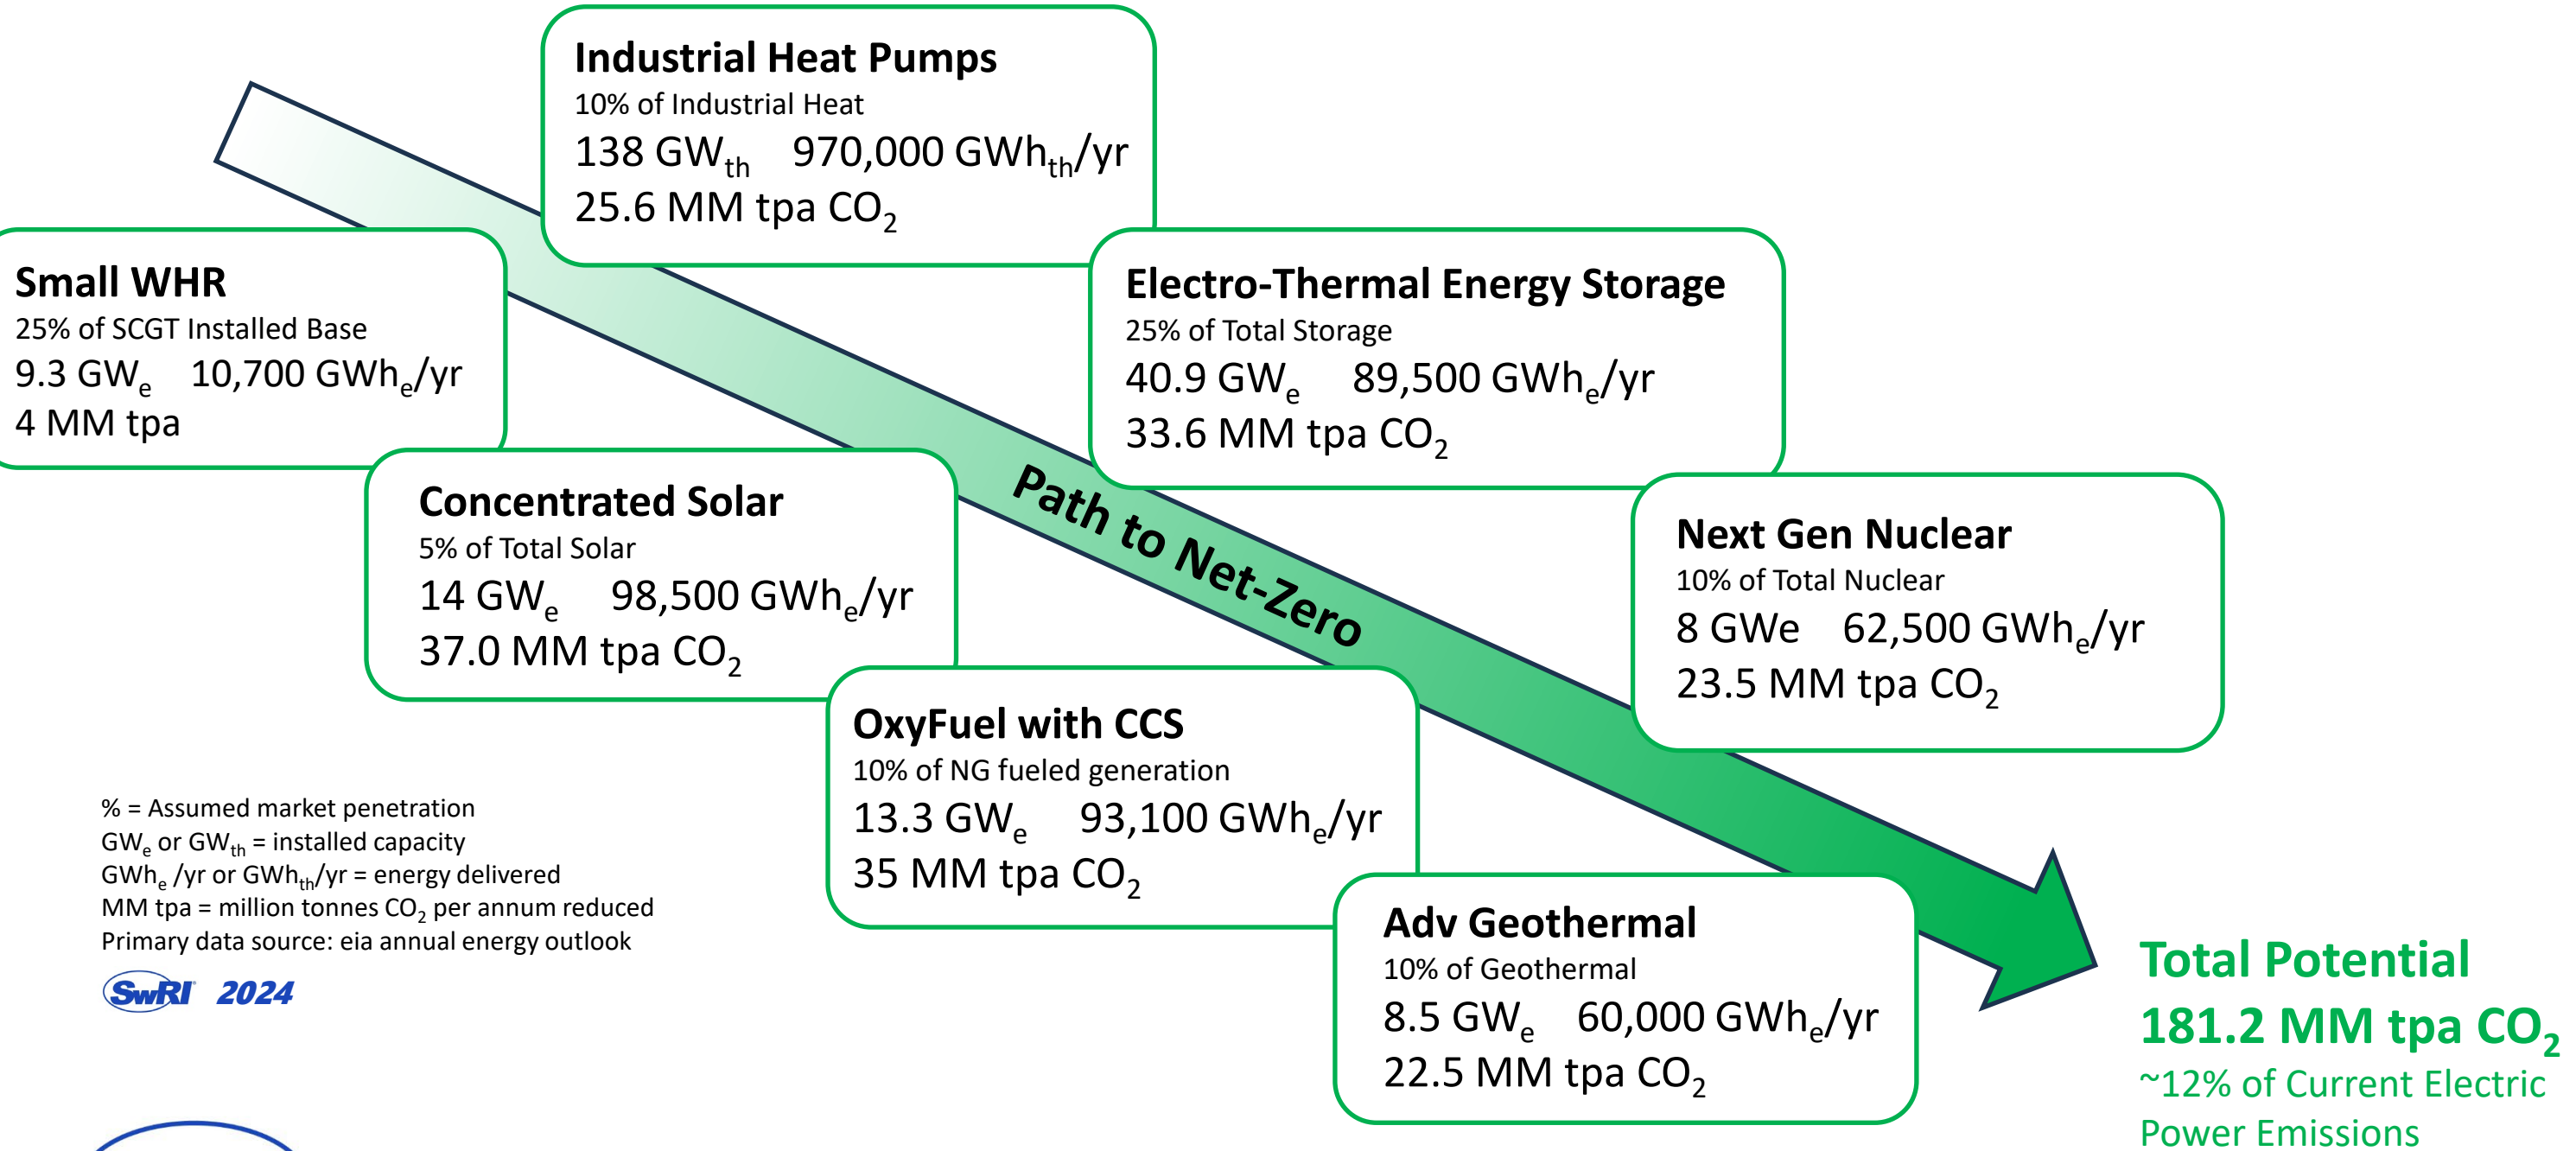 Industrial Heat Pumps
10% of Industrial Heat
138 GWth 970,000 GWhth/yr
25.6 MM tpa CO2
Small WHR
25% of SCGT Installed Base
9.3 GWe 10,700 GWhe/yr
4 MM tpa
Electro-Thermal Energy Storage
25% of Total Storage
40.9 GWe 89,500 GWhe/yr
33.6 MM tpa CO2
Concentrated Solar
5% of Total Solar
14 GWe 98,500 GWhe/yr
37.0 MM tpa CO2
Path to Net-Zero
Next Gen Nuclear
10% of Total Nuclear
8 GWe 62,500 GWhe/yr
23.5 MM tpa CO2
OxyFuel with CCS
10% of NG fueled generation
13.3 GWe 93,100 GWhe/yr
35 MM tpa CO2
Adv Geothermal
10% of Geothermal
8.5 GWe 60,000 GWhe/yr
22.5 MM tpa CO2
% = Assumed market penetration
GWe or GWth = installed capacity
GWhe /yr or GWhth/yr = energy delivered
MM tpa = million tonnes CO2 per annum reduced
Primary data source: eia annual energy outlook
SwRI 2024
Total Potential
181.2 MM tpa CO2
~12% of Current Electric
Power Emissions